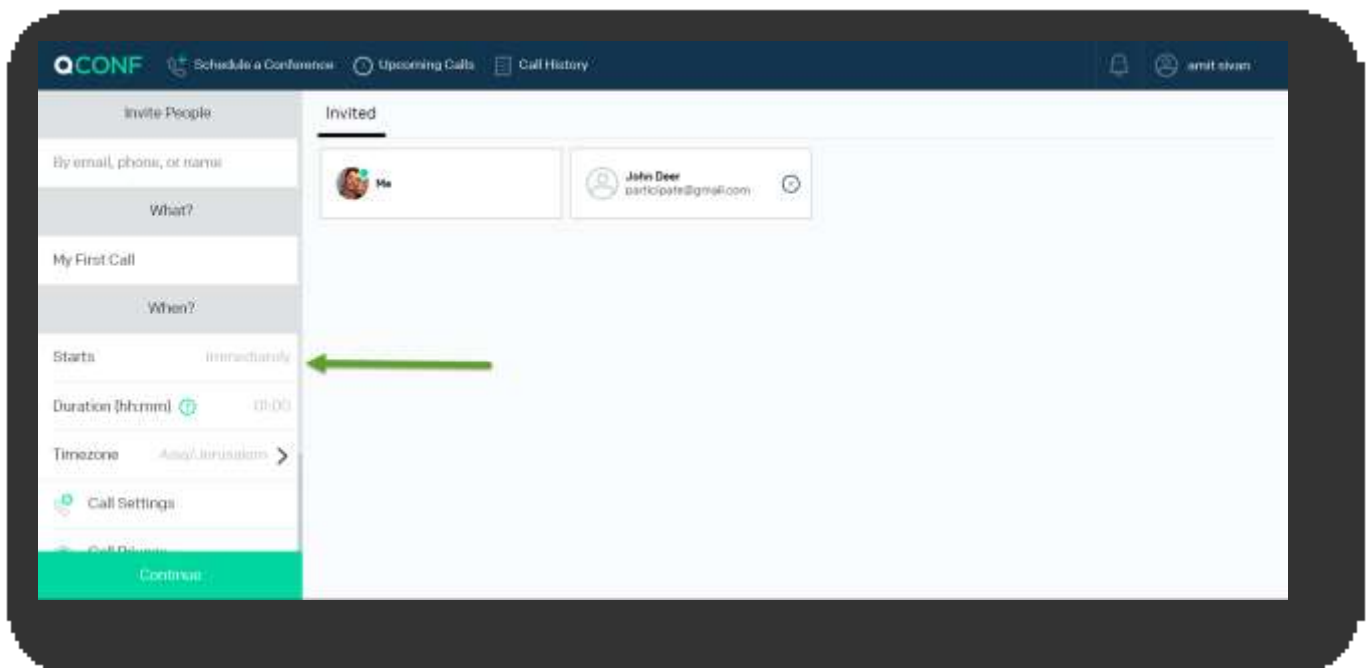 QCONF
Schedule a Conference
Upcoming Calls
Call History
amit sivan
Invite People
By email, phone, or name
What?
My First Call
When?
Starts Immediately
Duration (hh:mm) 01:00
Timezone Asia/Jerusalem
Call Settings
Continue
Invited
Me
John Deer
participate@gmail.com